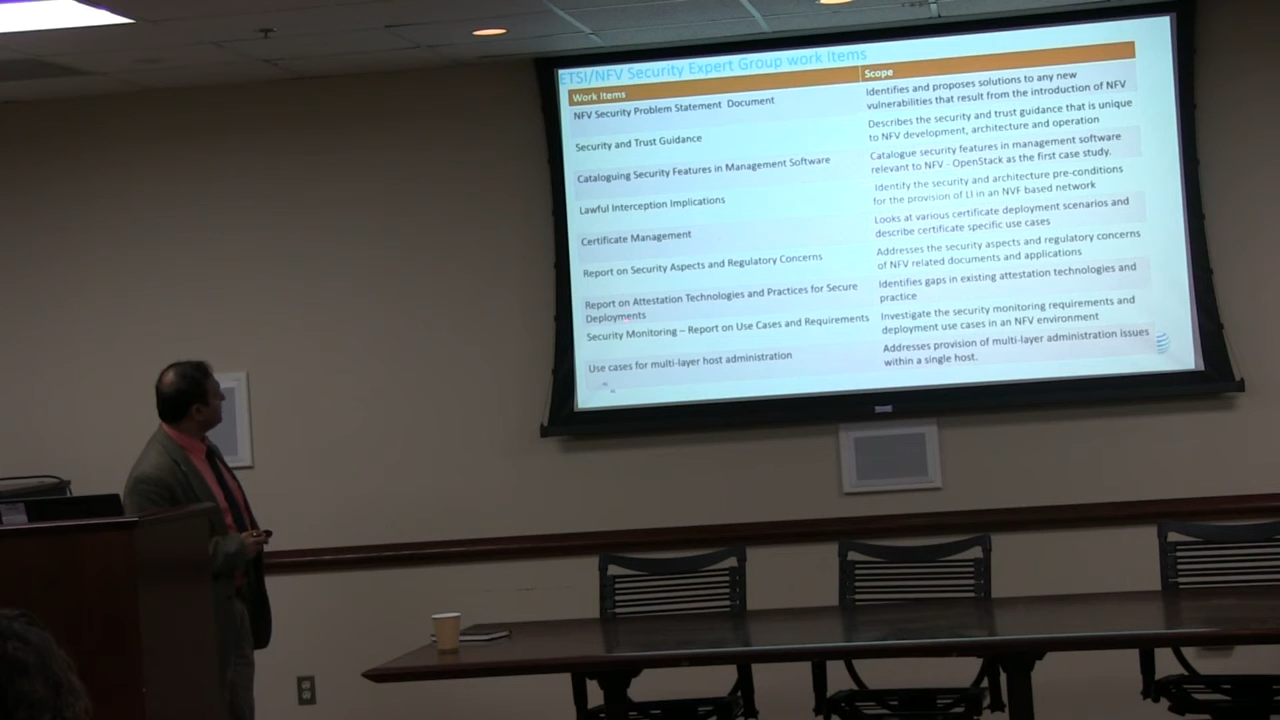 ETSI/NFV Security Expert Group work Items
Work Items
Scope
NFV Security Problem Statement Document
Identifies and proposes solutions to any new
vulnerabilities that result from the introduction of NFV
Security and Trust Guidance
Describes the security and trust guidance that is unique
to NFV development, architecture and operation
Cataloguing Security Features in Management Software
Catalogue security features in management software
relevant to NFV - OpenStack as the first case study.
Lawful Interception Implications
Identify the security and architecture pre-conditions
for the provision of LI in an NVF based network
Certificate Management
Looks at various certificate deployment scenarios and
describe certificate specific use cases
Report on Security Aspects and Regulatory Concerns
Addresses the security aspects and regulatory concerns
of NFV related documents and applications
Report on Attestation Technologies and Practices for Secure
Deployments
Identifies gaps in existing attestation technologies and
practice
Security Monitoring – Report on Use Cases and Requirements
Investigate the security monitoring requirements and
deployment use cases in an NFV environment
Use cases for multi-layer host administration
Addresses provision of multi-layer administration issues
within a single host.